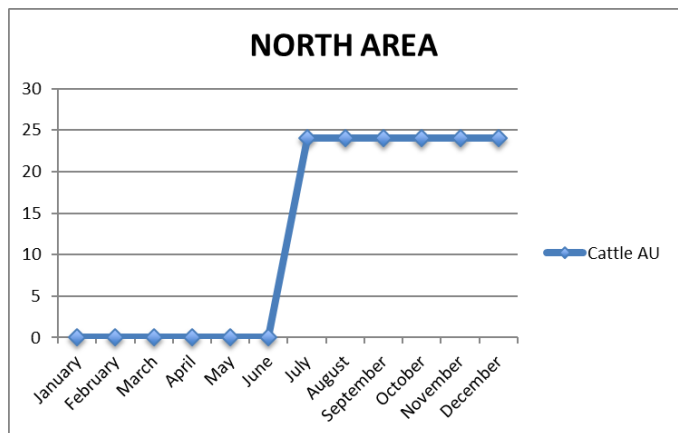 NORTH AREA
30
25
20
15
10
5
0
January
February
March
April
May
June
July
August
September
October
November
December
Cattle AU